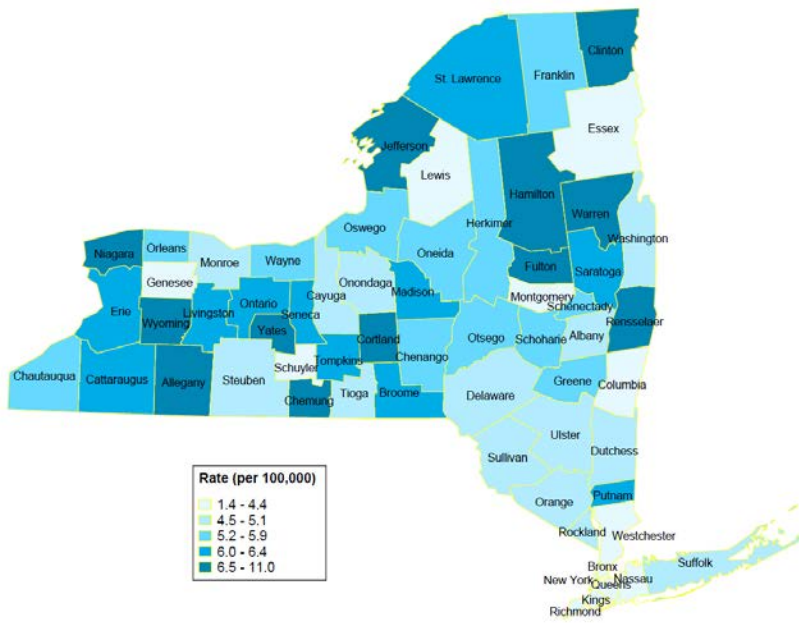 Clinton
St. Lawrence
Franklin
Essex
Jefferson
Lewis
Hamilton
Warren
Herkimer
Oswego
Washington
Oneida
Niagara
Orleans
Monroe
Wayne
Fulton
Saratoga
Genesee
Onondaga
Cayuga
Madison
Montgomery
Schenectady
Erie
Livingston
Ontario
Seneca
Wyoming
Yates
Cortland
Otsego
Schoharie
Albany
Rensselaer
Chenango
Tompkins
Schuyler
Chautauqua
Cattaraugus
Allegany
Steuben
Chemung
Tioga
Broome
Delaware
Greene
Columbia
Ulster
Sullivan
Dutchess
Orange
Putnam
Rockland
Westchester
Suffolk
Bronx
New York
Nassau
Queens
Kings
Richmond
Rate (per 100,000)
1.4 - 4.4
4.5 - 5.1
5.2 - 5.9
6.0 - 6.4
6.5 - 11.0